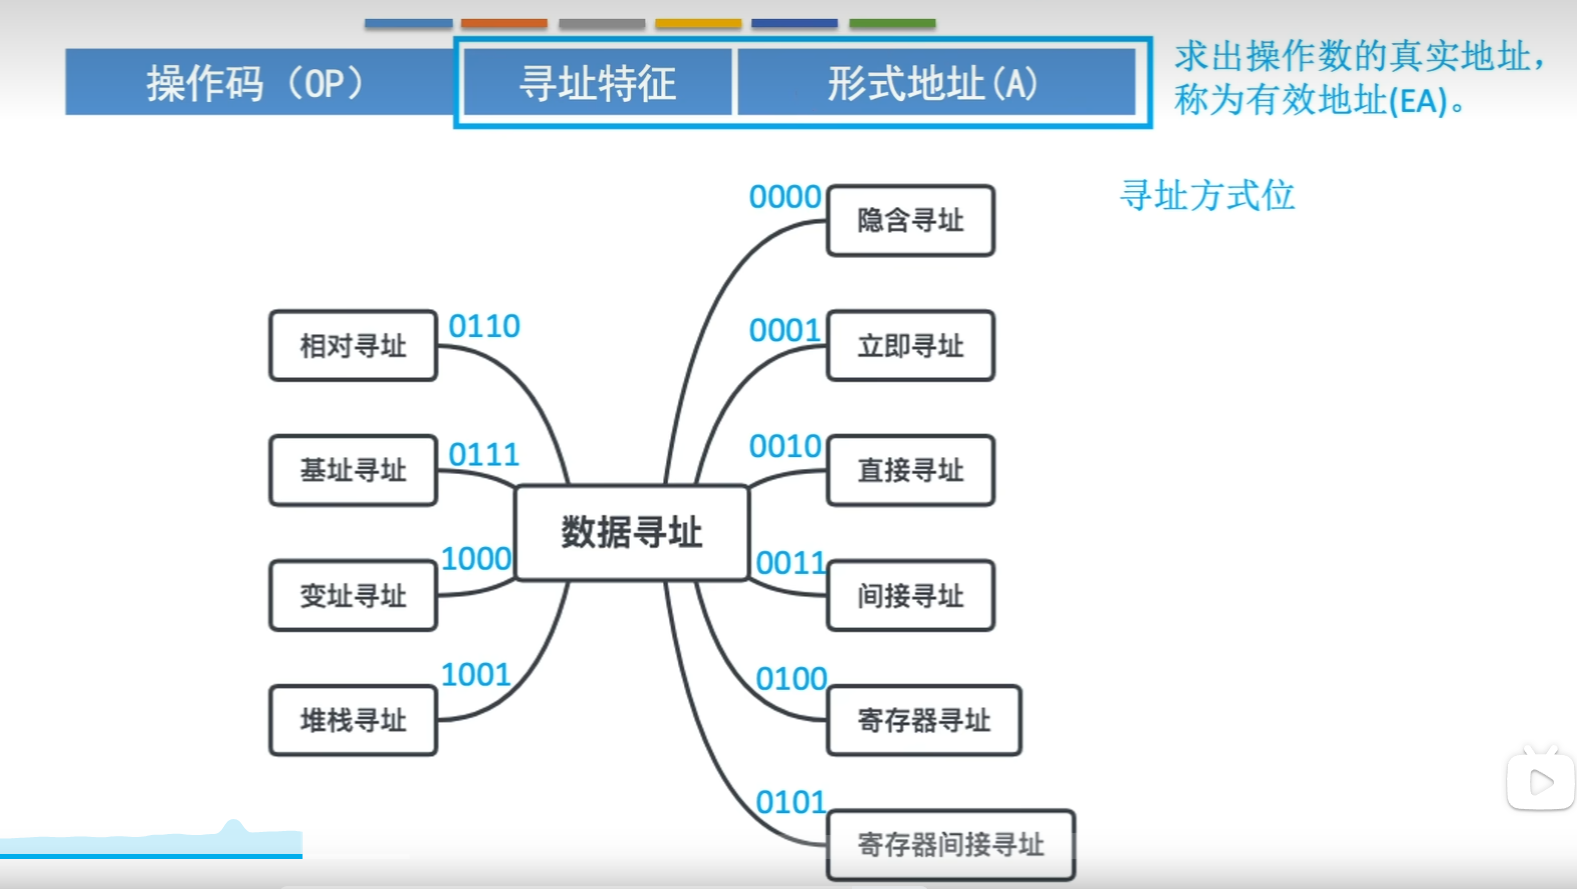 操作码（OP）
寻址特征
形式地址(A)
求出操作数的真实地址，
称为有效地址(EA)。
寻址方式位
0000
隐含寻址
0110
相对寻址
0001
立即寻址
0111
基址寻址
0010
直接寻址
数据寻址
1000
变址寻址
0011
间接寻址
1001
堆栈寻址
0100
寄存器寻址
0101
寄存器间接寻址